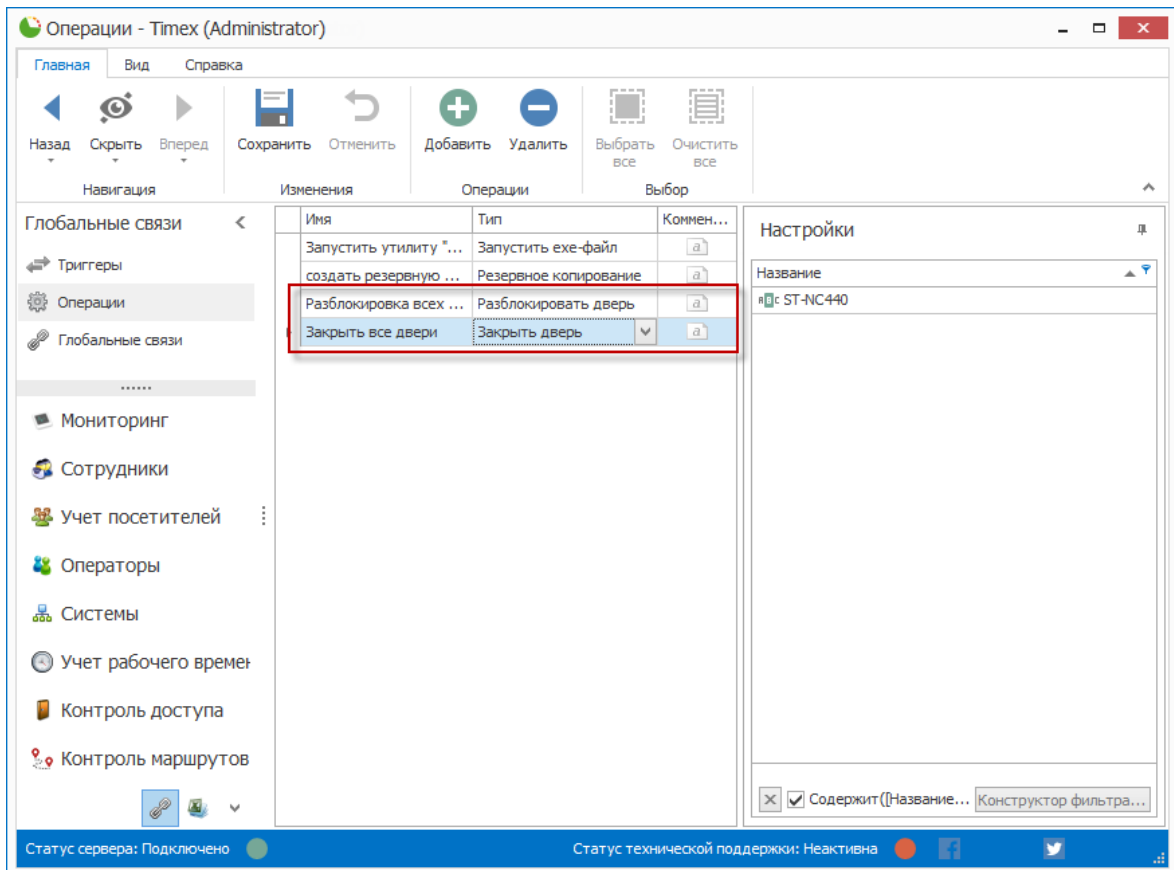 Операции - Timex (Administrator)
Главная Вид Справка
Назад Скрыть Вперед Сохранить Отменить Добавить Удалить Выбрать все Очистить все
Навигация Изменения Операции Выбор
Глобальные связи
Триггеры
Операции
Глобальные связи
Мониторинг
Сотрудники
Учет посетителей
Операторы
Системы
Учет рабочего времен
Контроль доступа
Контроль маршрутов
Имя Тип Коммен...
Запустить утилиту "... Запустить exe-файл a
создать резервную ... Резервное копирование a
Разблокировка всех ... Разблокировать дверь a
Закрыть все двери Закрыть дверь a
Настройки
Название
ST-NC440
Содержит([Название... Конструктор фильтра...
Статус сервера: Подключено Статус технической поддержки: Неактивна